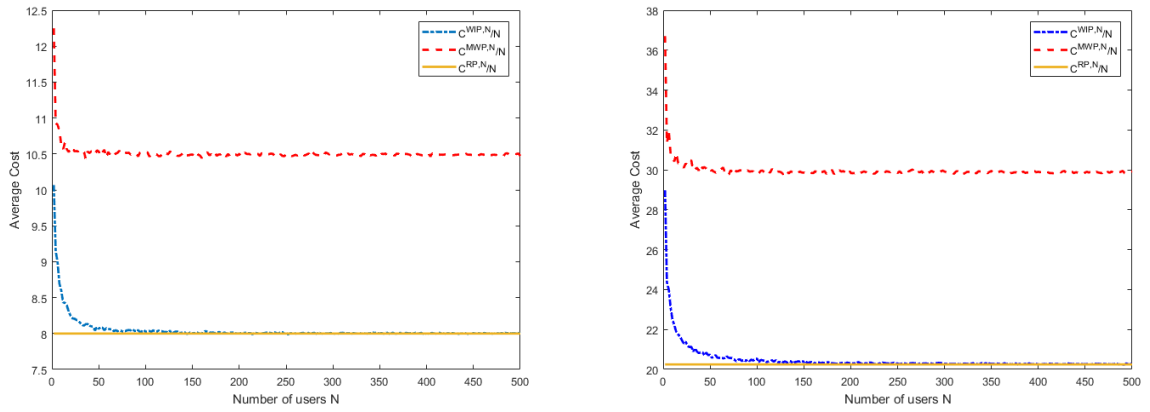 12.5
12
11.5
11
10.5
10
9.5
9
8.5
8
7.5
Average Cost
0 50 100 150 200 250 300 350 400 450 500
Number of users N
C^WIP,N/N
C^MWP,N/N
C^RP,N/N
38
36
34
32
30
28
26
24
22
20
Average Cost
0 50 100 150 200 250 300 350 400 450 500
Number of users N
C^WIP,N/N
C^MWP,N/N
C^RP,N/N